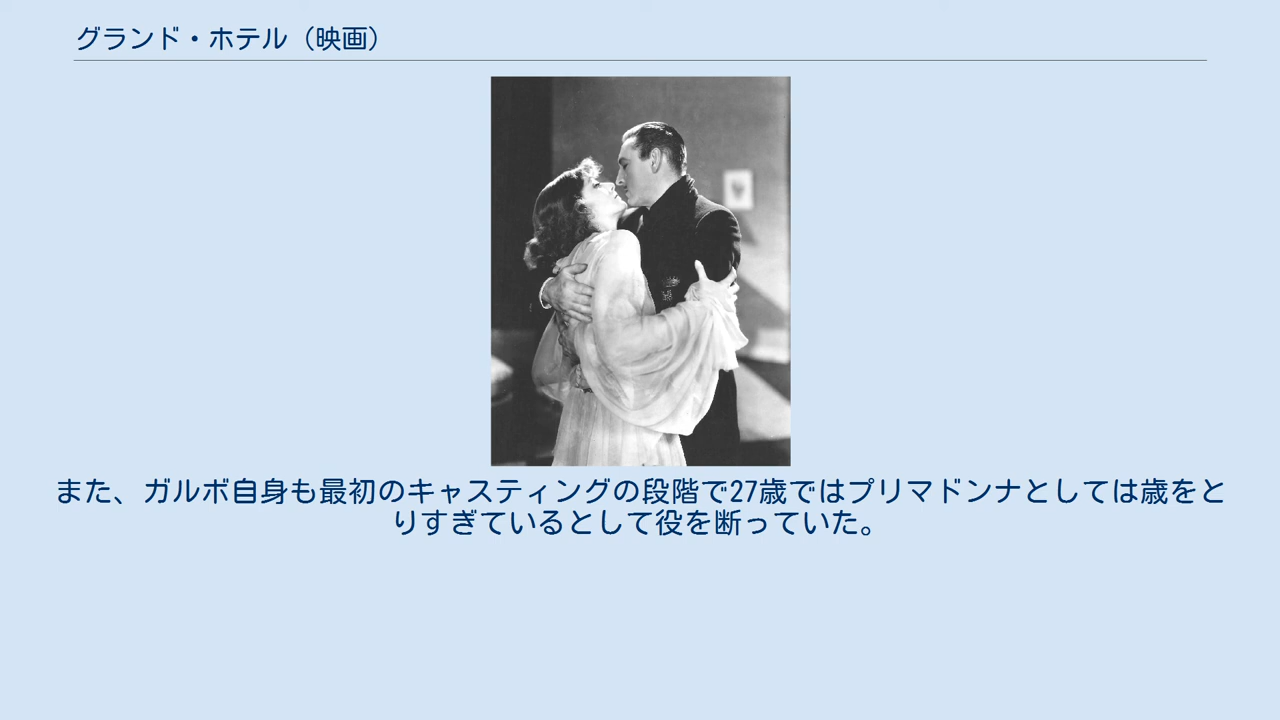 グランド・ホテル（映画）
また、ガルボ自身も最初のキャスティングの段階で27歳ではプリマドンナとしては歳をと
りすぎているとして役を断っていた。